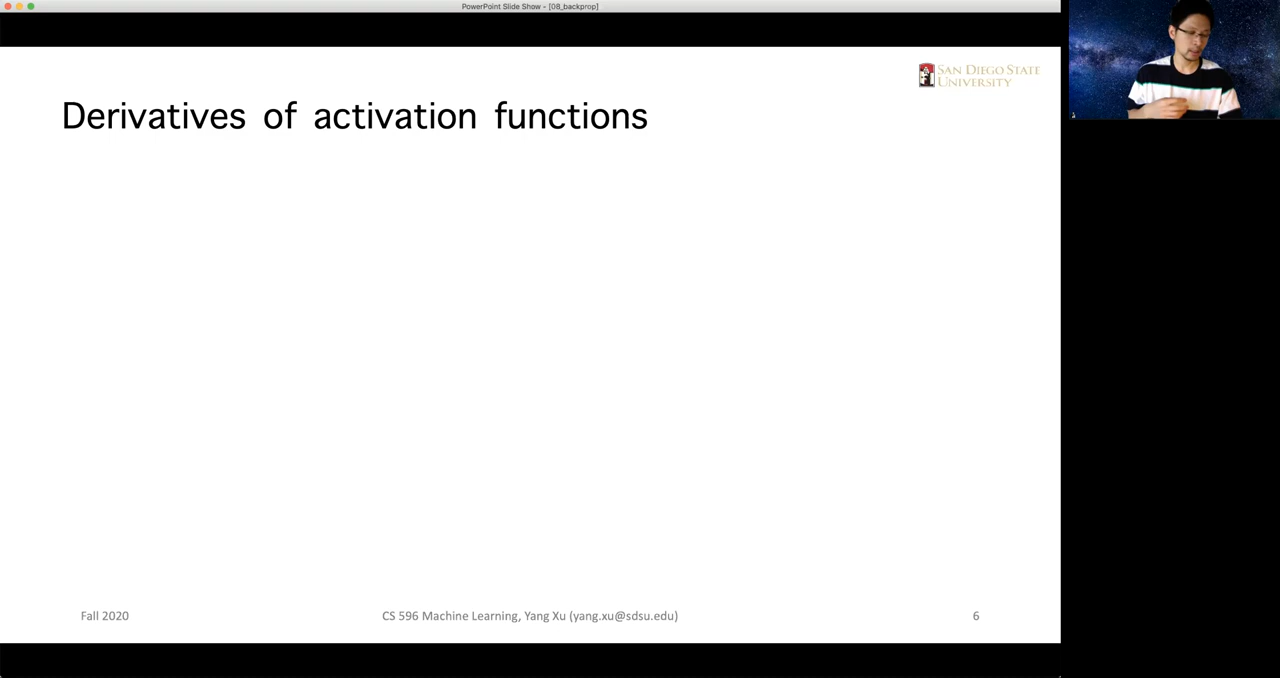 PowerPoint Slide Show - [08_backprop]
SAN DIEGO STATE
UNIVERSITY
Derivatives of activation functions
Fall 2020
CS 596 Machine Learning, Yang Xu (yang.xu@sdsu.edu)
6